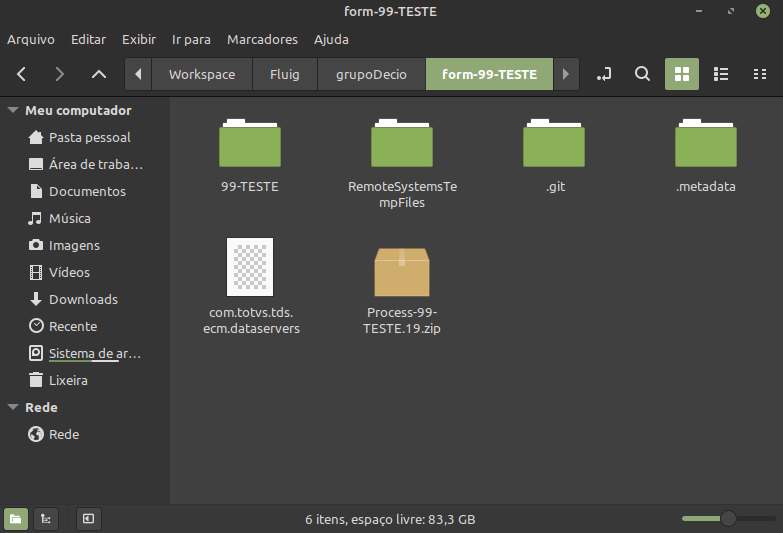 form-99-TESTE
Arquivo Editar Exibir Ir para Marcadores Ajuda
Workspace Fluig grupoDecio form-99-TESTE
Meu computador
Pasta pessoal
Área de traba...
Documentos
Música
Imagens
Vídeos
Downloads
Recente
Sistema de ar...
Lixeira
Rede
Rede
99-TESTE
RemoteSystemsTe
mpFiles
.git
.metadata
com.totvs.tds.
ecm.dataservers
Process-99-
TESTE.19.zip
6 itens, espaço livre: 83,3 GB